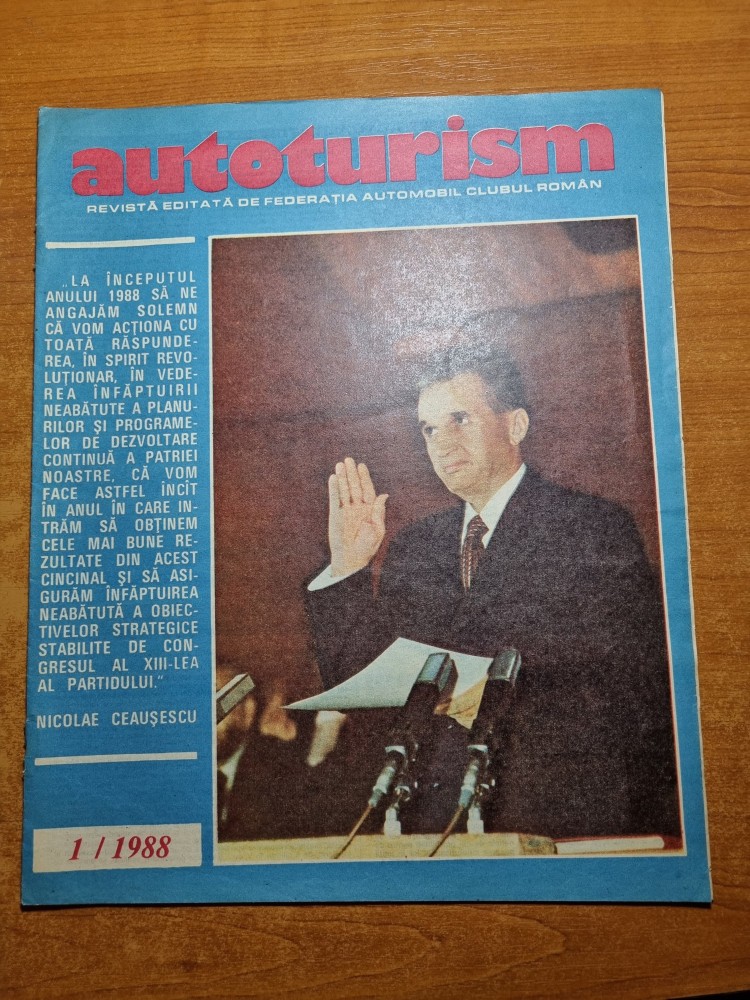 autoturism
REVISTĂ EDITATĂ DE FEDERAȚIA AUTOMOBIL CLUBUL ROMÂN
„LA ÎNCEPUTUL
ANULUI 1988 SĂ NE
ANGAJĂM SOLEMN
CĂ VOM ACȚIONA CU
TOATĂ RĂSPUNDE-
REA, ÎN SPIRIT REVO-
LUȚIONAR, ÎN VEDE-
REA ÎNFĂPTUIRII
NEABĂTUTE A PLANU-
RILOR ȘI PROGRAME-
LOR DE DEZVOLTARE
CONTINUĂ A PATRIEI
NOASTRE, CĂ VOM
FACE ASTFEL ÎNCÎT
ÎN ANUL ÎN CARE IN-
TRĂM SĂ OBȚINEM
CELE MAI BUNE RE-
ZULTATE DIN ACEST
CINCINAL ȘI SĂ ASI-
GURĂM ÎNFĂPTUIREA
NEABĂTUTĂ A OBIEC-
TIVELOR STRATEGICE
STABILITE DE CON-
GRESUL AL XIII-LEA
AL PARTIDULUI.“
NICOLAE CEAUȘESCU
1 / 1988